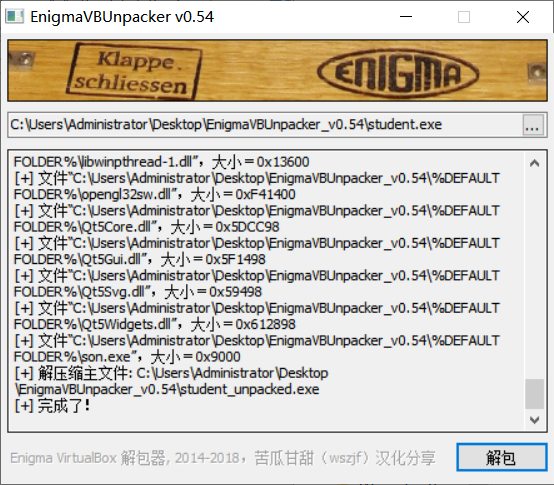 EnigmaVBUnpacker v0.54
Klappe
schliessen
ENIGMA
C:\Users\Administrator\Desktop\EnigmaVBUnpacker_v0.54\student.exe
...
FOLDER%\libwinpthread-1.dll”，大小＝0x13600
[+] 文件“C:\Users\Administrator\Desktop\EnigmaVBUnpacker_v0.54\%DEFAULT
FOLDER%\opengl32sw.dll”，大小＝0xF41400
[+] 文件“C:\Users\Administrator\Desktop\EnigmaVBUnpacker_v0.54\%DEFAULT
FOLDER%\Qt5Core.dll”，大小＝0x5DCC98
[+] 文件“C:\Users\Administrator\Desktop\EnigmaVBUnpacker_v0.54\%DEFAULT
FOLDER%\Qt5Gui.dll”，大小＝0x5F1498
[+] 文件“C:\Users\Administrator\Desktop\EnigmaVBUnpacker_v0.54\%DEFAULT
FOLDER%\Qt5Svg.dll”，大小＝0x59498
[+] 文件“C:\Users\Administrator\Desktop\EnigmaVBUnpacker_v0.54\%DEFAULT
FOLDER%\Qt5Widgets.dll”，大小＝0x612898
[+] 文件“C:\Users\Administrator\Desktop\EnigmaVBUnpacker_v0.54\%DEFAULT
FOLDER%\son.exe”，大小＝0x9000
[+] 解压缩主文件: C:\Users\Administrator\Desktop
\EnigmaVBUnpacker_v0.54\student_unpacked.exe
[+] 完成了！
Enigma VirtualBox 解包器, 2014-2018，苦瓜甘甜（wszjf）汉化分享
解包